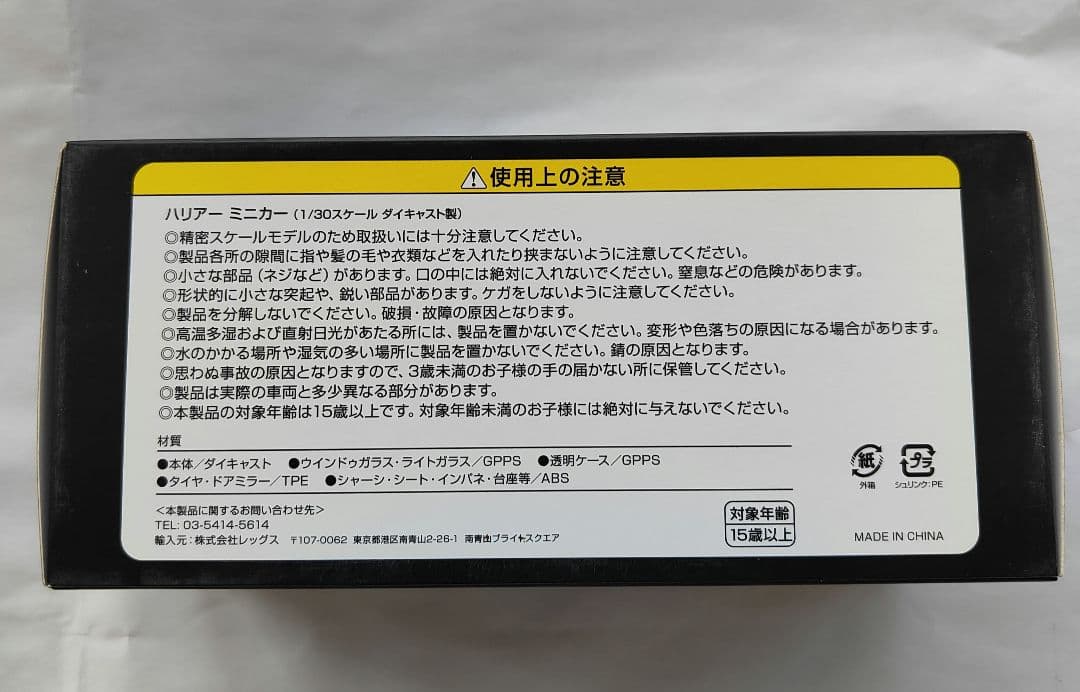 ⚠使用上の注意
ハリアー ミニカー（1/30スケール ダイキャスト製）
◎精密スケールモデルのため取扱いには十分注意してください。
◎製品各所の隙間に指や髪の毛や衣類などを入れたり挟まないように注意してください。
◎小さな部品（ネジなど）があります。口の中には絶対に入れないでください。窒息などの危険があります。
◎形状的に小さな突起や、鋭い部品があります。ケガをしないように注意してください。
◎製品を分解しないでください。破損・故障の原因となります。
◎高温多湿および直射日光があたる所には、製品を置かないでください。変形や色落ちの原因になる場合があります。
◎水のかかる場所や湿気の多い場所に製品を置かないでください。錆の原因となります。
◎思わぬ事故の原因となりますので、3歳未満のお子様の手の届かない所に保管してください。
◎製品は実際の車両と多少異なる部分があります。
◎本製品の対象年齢は15歳以上です。対象年齢未満のお子様には絶対に与えないでください。
材質
●本体/ダイキャスト ●ウインドゥガラス・ライトガラス/GPPS ●透明ケース/GPPS
●タイヤ・ドアミラー/TPE ●シャーシ・シート・インパネ・台座等/ABS
紙
外箱
プラ
シュリンク:PE
＜本製品に関するお問い合わせ先＞
TEL: 03-5414-5614
輸入元：株式会社レッグス 〒107-0062 東京都港区南青山2-26-1 南青山ブライトスクエア
対象年齢
15歳以上
MADE IN CHINA